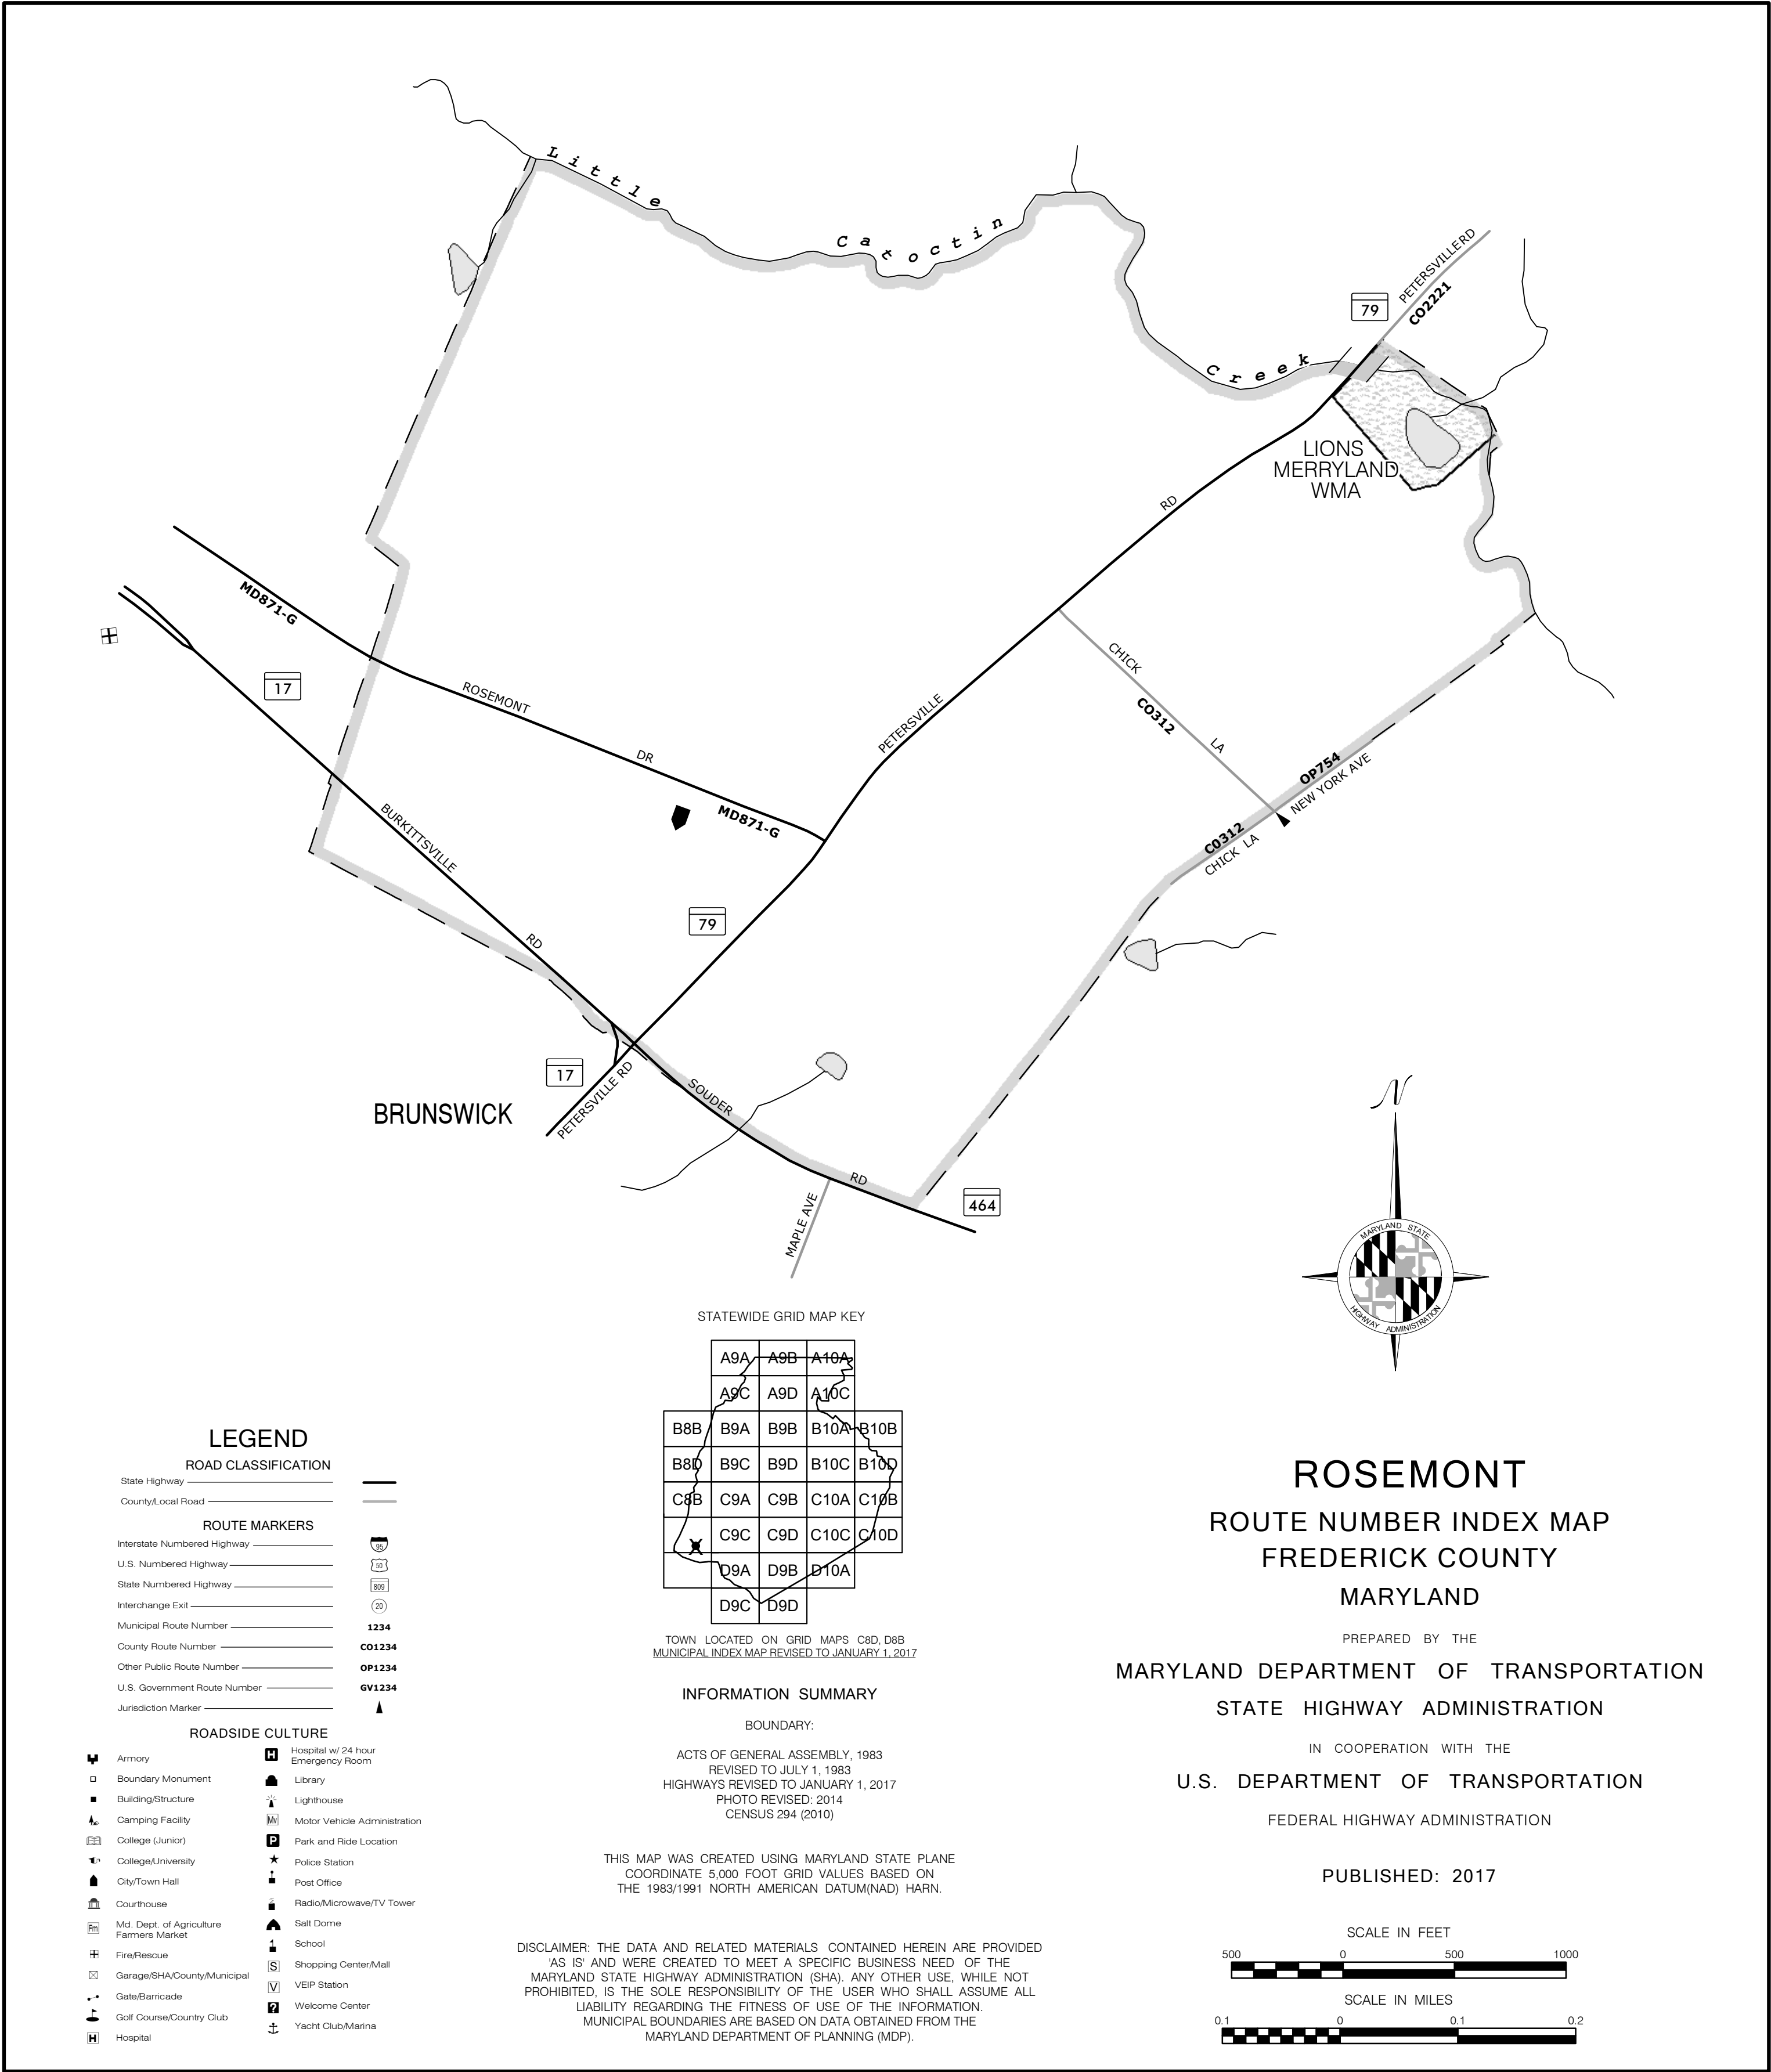 Little
Catoctin
Creek
PETERSVILLE RD
CO2221
79
LIONS
MERRYLAND
WMA
RD
MD871-G
17
ROSEMONT
DR
MD871-G
PETERSVILLE
CHICK
CO312
LA
OP754
NEW YORK AVE
C0312
CHICK LA
BURKITTSVILLE
RD
79
17
BRUNSWICK
PETERSVILLE RD
SOUDER
RD
MAPLE AVE
464
N
MARYLAND STATE
HIGHWAY ADMINISTRATION
STATEWIDE GRID MAP KEY
A9A A9B A10A
A9C A9D A10C
B8B B9A B9B B10A B10B
B8D B9C B9D B10C B10D
C8B C9A C9B C10A C10B
C9C C9D C10C C10D
D9A D9B D10A
D9C D9D
TOWN LOCATED ON GRID MAPS C8D, D8B
MUNICIPAL INDEX MAP REVISED TO JANUARY 1, 2017
INFORMATION SUMMARY
BOUNDARY:
ACTS OF GENERAL ASSEMBLY, 1983
REVISED TO JULY 1, 1983
HIGHWAYS REVISED TO JANUARY 1, 2017
PHOTO REVISED: 2014
CENSUS 294 (2010)
THIS MAP WAS CREATED USING MARYLAND STATE PLANE
COORDINATE 5,000 FOOT GRID VALUES BASED ON
THE 1983/1991 NORTH AMERICAN DATUM(NAD) HARN.
DISCLAIMER: THE DATA AND RELATED MATERIALS CONTAINED HEREIN ARE PROVIDED
'AS IS' AND WERE CREATED TO MEET A SPECIFIC BUSINESS NEED OF THE
MARYLAND STATE HIGHWAY ADMINISTRATION (SHA). ANY OTHER USE, WHILE NOT
PROHIBITED, IS THE SOLE RESPONSIBILITY OF THE USER WHO SHALL ASSUME ALL
LIABILITY REGARDING THE FITNESS OF USE OF THE INFORMATION.
MUNICIPAL BOUNDARIES ARE BASED ON DATA OBTAINED FROM THE
MARYLAND DEPARTMENT OF PLANNING (MDP).
LEGEND
ROAD CLASSIFICATION
State Highway
County/Local Road
ROUTE MARKERS
Interstate Numbered Highway 95
U.S. Numbered Highway 50
State Numbered Highway 809
Interchange Exit 20
Municipal Route Number 1234
County Route Number CO1234
Other Public Route Number OP1234
U.S. Government Route Number GV1234
Jurisdiction Marker
ROADSIDE CULTURE
Armory
Boundary Monument
Building/Structure
Camping Facility
College (Junior)
College/University
City/Town Hall
Courthouse
Fm Md. Dept. of Agriculture
Farmers Market
Fire/Rescue
Garage/SHA/County/Municipal
Gate/Barricade
Golf Course/Country Club
H Hospital
H Hospital w/ 24 hour
Emergency Room
Library
Lighthouse
Mv Motor Vehicle Administration
P Park and Ride Location
Police Station
Post Office
Radio/Microwave/TV Tower
Salt Dome
School
S Shopping Center/Mall
V VEIP Station
? Welcome Center
Yacht Club/Marina
ROSEMONT
ROUTE NUMBER INDEX MAP
FREDERICK COUNTY
MARYLAND
PREPARED BY THE
MARYLAND DEPARTMENT OF TRANSPORTATION
STATE HIGHWAY ADMINISTRATION
IN COOPERATION WITH THE
U.S. DEPARTMENT OF TRANSPORTATION
FEDERAL HIGHWAY ADMINISTRATION
PUBLISHED: 2017
SCALE IN FEET
500 0 500 1000
SCALE IN MILES
0.1 0 0.1 0.2